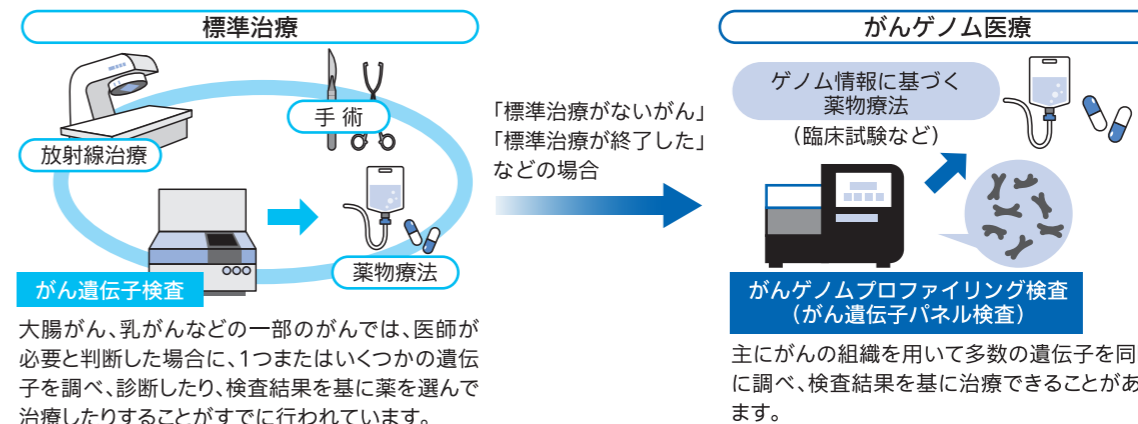 標準治療
手 術
放射線治療
薬物療法
がん遺伝子検査
大腸がん、乳がんなどの一部のがんでは、医師が
必要と判断した場合に、1つまたはいくつかの遺伝
子を調べ、診断したり、検査結果を基に薬を選んで
治療したりすることがすでに行われています。
「標準治療がないがん」
「標準治療が終了した」
などの場合
がんゲノム医療
ゲノム情報に基づく
薬物療法
(臨床試験など)
がんゲノムプロファイリング検査
(がん遺伝子パネル検査)
主にがんの組織を用いて多数の遺伝子を同
に調べ、検査結果を基に治療できることがあ
ます。